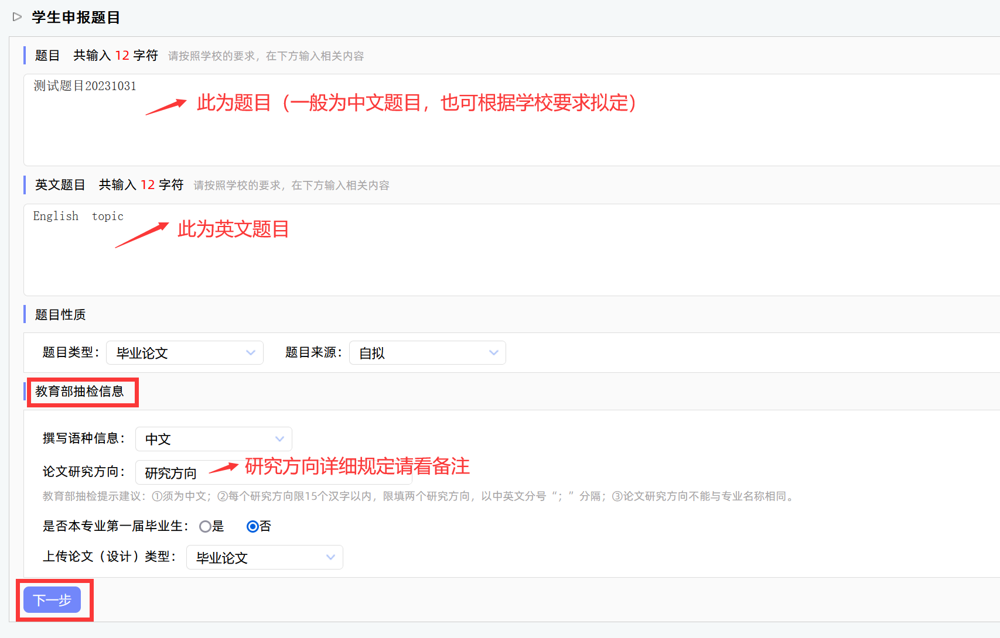 学生申报题目
题目 共输入 12 字符 请按照学校的要求，在下方输入相关内容
测试题目20231031
此为题目（一般为中文题目，也可根据学校要求拟定）
英文题目 共输入 12 字符 请按照学校的要求，在下方输入相关内容
English topic
此为英文题目
题目性质
题目类型： 毕业论文 题目来源： 自拟
教育部抽检信息
撰写语种信息： 中文
论文研究方向： 研究方向 研究方向详细规定请看备注
教育部抽检提示建议：①须为中文；②每个研究方向限15个汉字以内，限填两个研究方向，以中英文分号“；”分隔；③论文研究方向不能与专业名称相同。
是否本专业第一届毕业生： 是 否
上传论文（设计）类型： 毕业论文
下一步